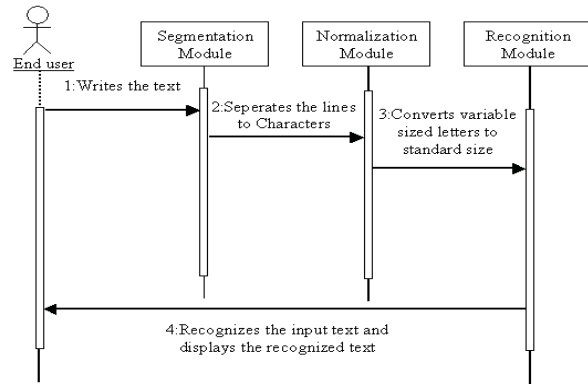 End user
Segmentation
Module
Normalization
Module
Recognition
Module
1:Writes the text
2:Seperates the lines
to Characters
3:Converts variable
sized letters to
standard size
4:Recognizes the input text and
displays the recognized text